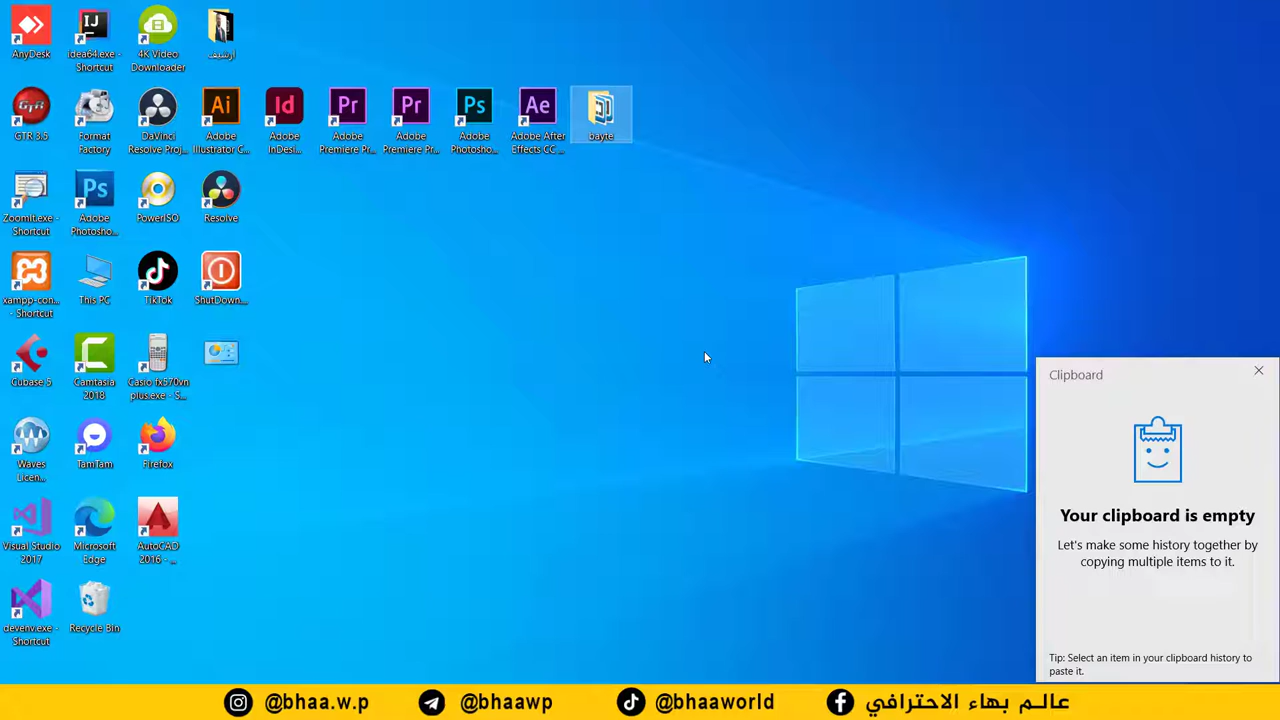 AnyDesk
idea64.exe -
Shortcut
4K Video
Downloader
ارشيف
GTR 3.5
Format
Factory
DaVinci
Resolve Proj...
Adobe
Illustrator C...
Adobe
InDesi...
Adobe
Premiere Pr...
Adobe
Premiere Pr...
Adobe
Photosho...
Adobe After
Effects CC ...
bayte
ZoomIt.exe -
Shortcut
Adobe
Photosho...
PowerISO
Resolve
xampp-con...
- Shortcut
This PC
TikTok
ShutDown...
Cubase 5
Camtasia
2018
Casio fx570vn
plus.exe - S...
Waves
Licen...
TamTam
Firefox
Visual Studio
2017
Microsoft
Edge
AutoCAD
2016 - ...
devenv.exe -
Shortcut
Recycle Bin
Clipboard
Your clipboard is empty
Let's make some history together by
copying multiple items to it.
Tip: Select an item in your clipboard history to
paste it.
@bhaa.w.p
@bhaawp
@bhaaworld
عالم بهاء الاحترافي